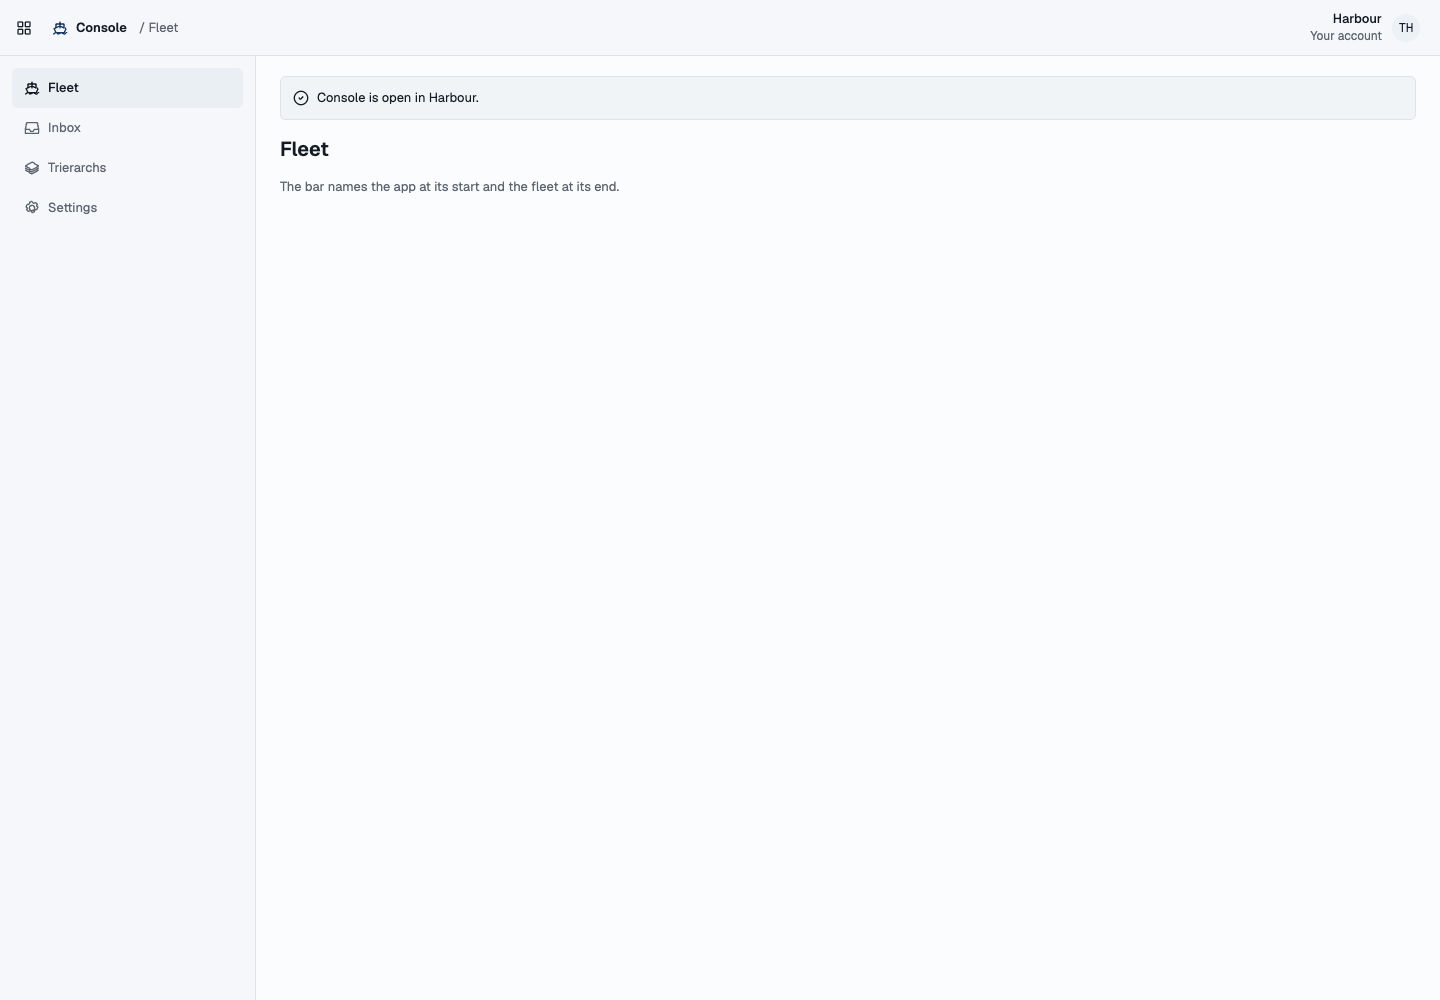 Console / Fleet
Harbour
Your account
TH
Fleet
Inbox
Trierarchs
Settings
Console is open in Harbour.
Fleet
The bar names the app at its start and the fleet at its end.